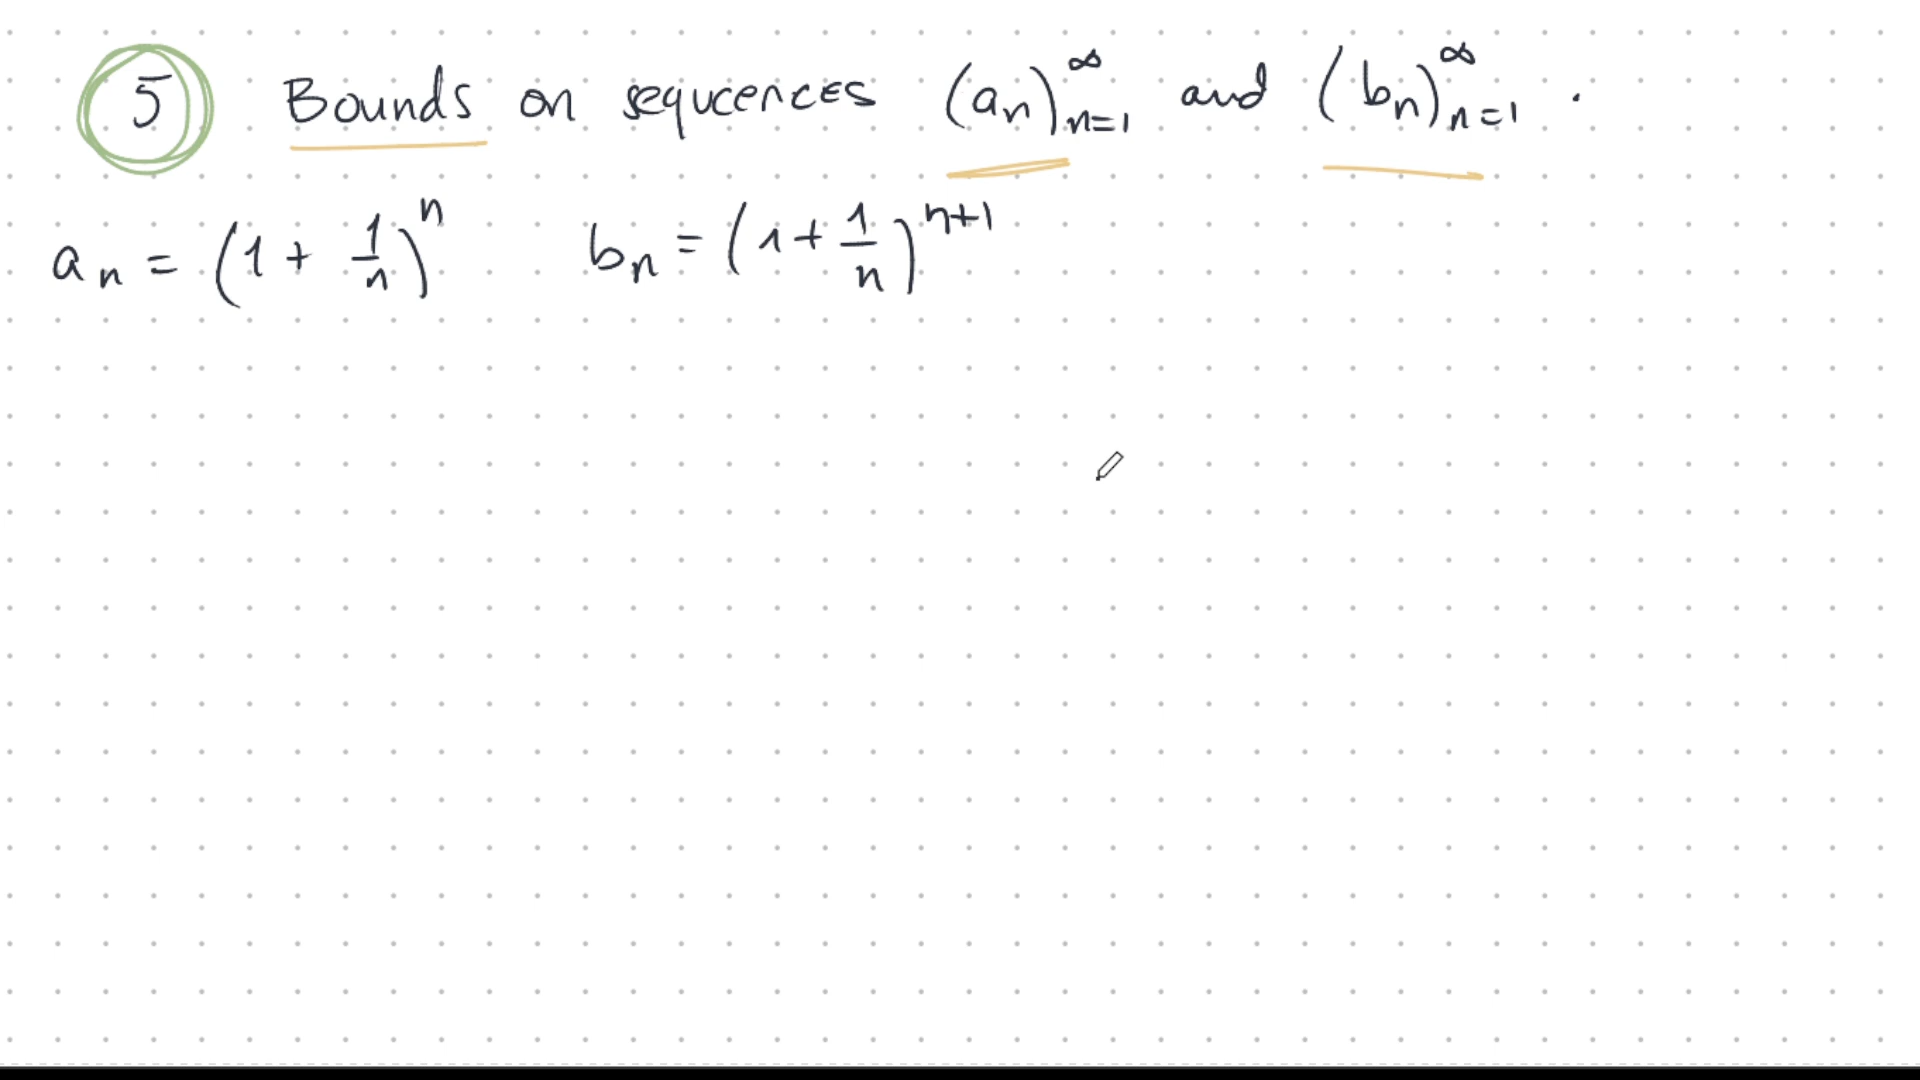 5 Bounds on sequcences (aₙ)ₙ₌₁^∞ and (bₙ)ₙ₌₁^∞ .
aₙ = (1 + 1/n)^n bₙ = (1 + 1/n)^(n+1)